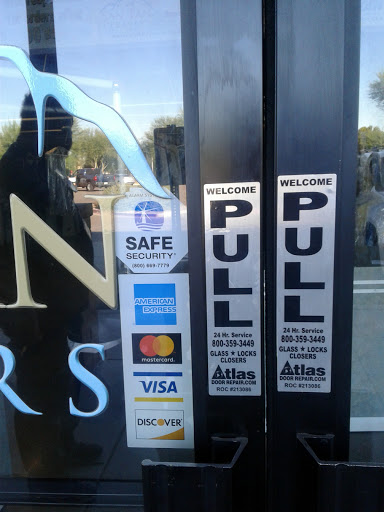 N
RS
SAFE
SECURITY
(800) 669-7779
AMERICAN
EXPRESS
mastercard
VISA
DISCOVER
WELCOME
PULL
24 Hr. Service
800-359-3449
GLASS ★ LOCKS
CLOSERS
Atlas
DOOR REPAIR.COM
ROC #213086
WELCOME
PULL
24 Hr. Service
800-359-3449
GLASS ★ LOCKS
CLOSERS
Atlas
DOOR REPAIR.COM
ROC #213086